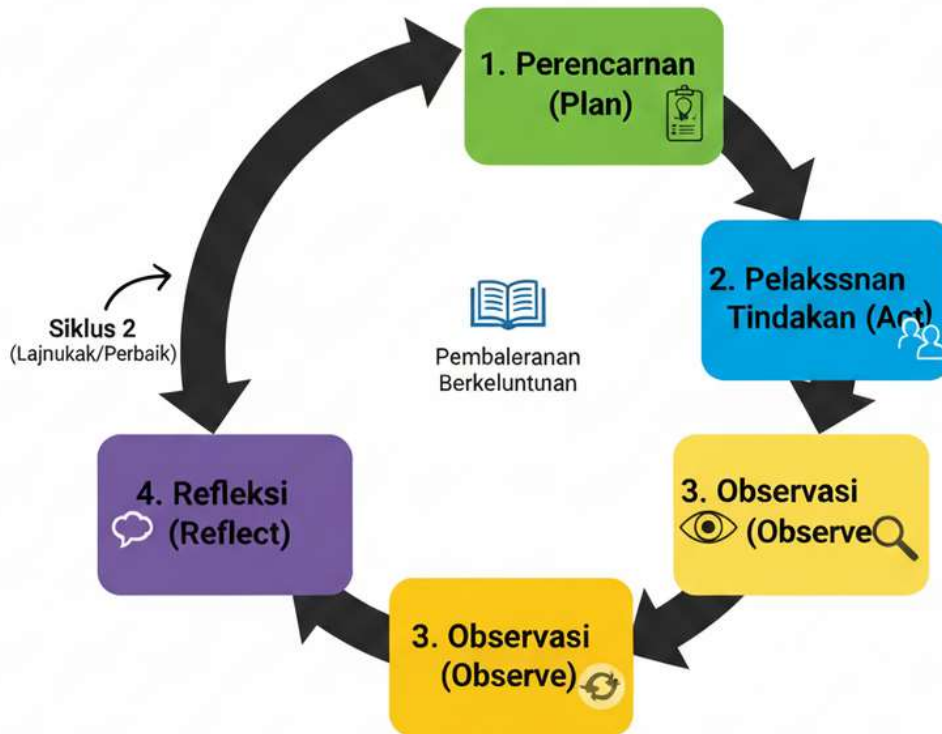 1. Perencarnan
(Plan)
2. Pelakssnan
Tindakan (Act)
3. Observasi
(Observe
3. Observasi
(Observe)
4. Refleksi
(Reflect)
Siklus 2
(Lajnukak/Perbaik)
Pembaleranan
Berkeluntunan